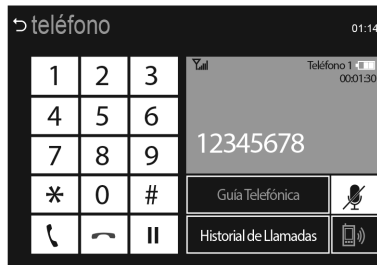 teléfono
01:14
1 2 3
4 5 6
7 8 9
* 0 #
Teléfono 1
00:01:30
12345678
Guía Telefónica
Historial de Llamadas